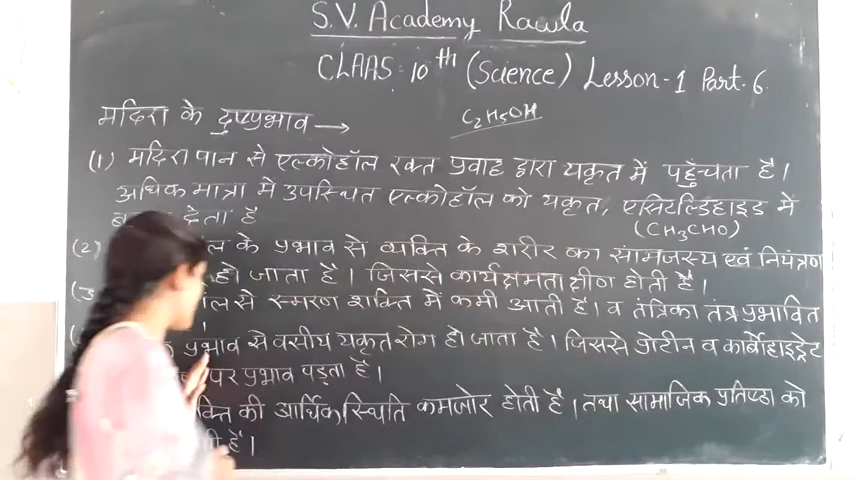 S.V. Academy Rawla
CLAAS: 10th (Science) Lesson-1 Part.6
C2H5OH
मदिरा के दुष्प्रभाव →
(1) मदिरा पान से एल्कोहॉल रक्त प्रवाह द्वारा यकृत में पहुँचता है।
अधिक मात्रा में उपस्थित एल्कोहॉल को यकृत, एसिटल्डिहाइड में
(CH3CHO)
देता है
(2) के प्रभाव से व्यक्ति के शरीर का सामजस्य एवं नियंत्रण
हो जाता है। जिससे कार्यक्षमता क्षीण होती है।
(3 से स्मरण शक्ति में कमी आती है। व तंत्रिका तंत्र प्रभावित
प्रभाव से वसीय यकृत रोग हो जाता है। जिससे प्रोटीन व कार्बोहाइड्रेट
पर प्रभाव पड़ता है।
की आर्थिक स्थिति कमजोर होती है। तथा सामाजिक प्रतिष्ठा को
है।